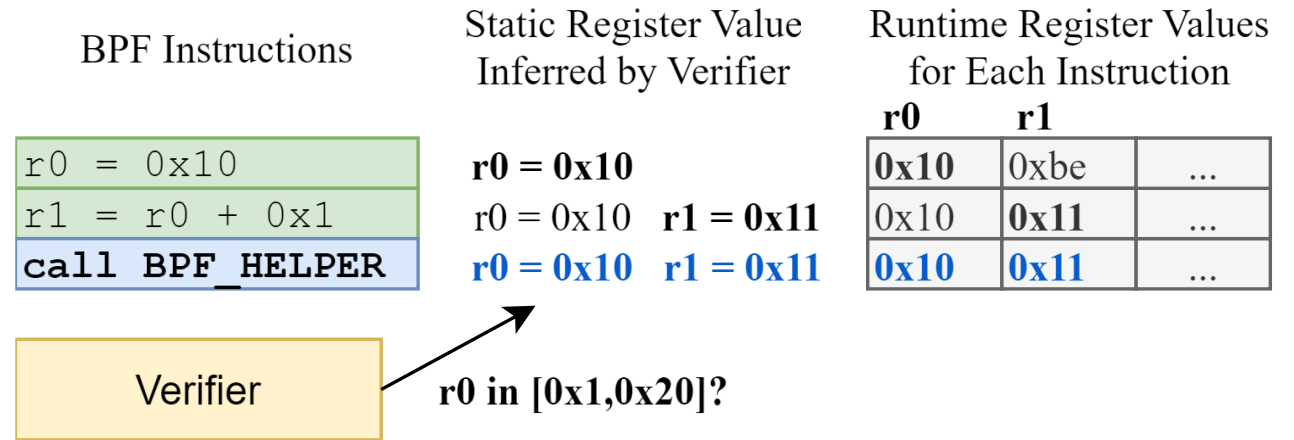 BPF Instructions
Static Register Value
Inferred by Verifier
Runtime Register Values
for Each Instruction
r0 r1
r0 = 0x10
r0 = 0x10
0x10 0xbe ...
r1 = r0 + 0x1
r0 = 0x10 r1 = 0x11
0x10 0x11 ...
call BPF_HELPER
r0 = 0x10 r1 = 0x11
0x10 0x11 ...
Verifier
r0 in [0x1,0x20]?